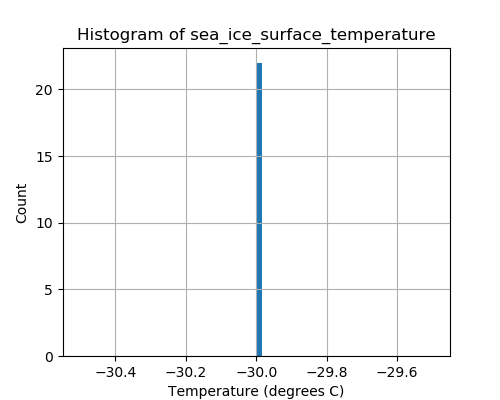 Histogram of sea_ice_surface_temperature
Count
20
15
10
5
0
−30.4 −30.2 −30.0 −29.8 −29.6
Temperature (degrees C)